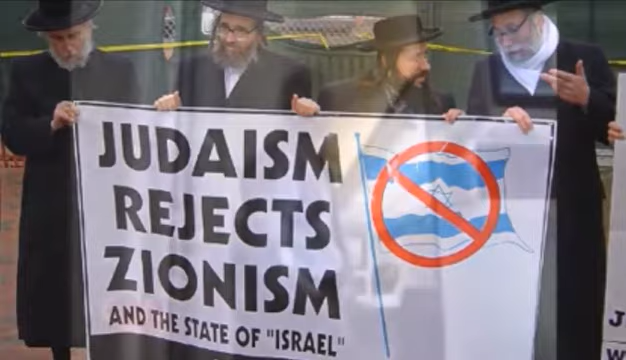 JUDAISM
REJECTS
ZIONISM
AND THE STATE OF "ISRAEL"